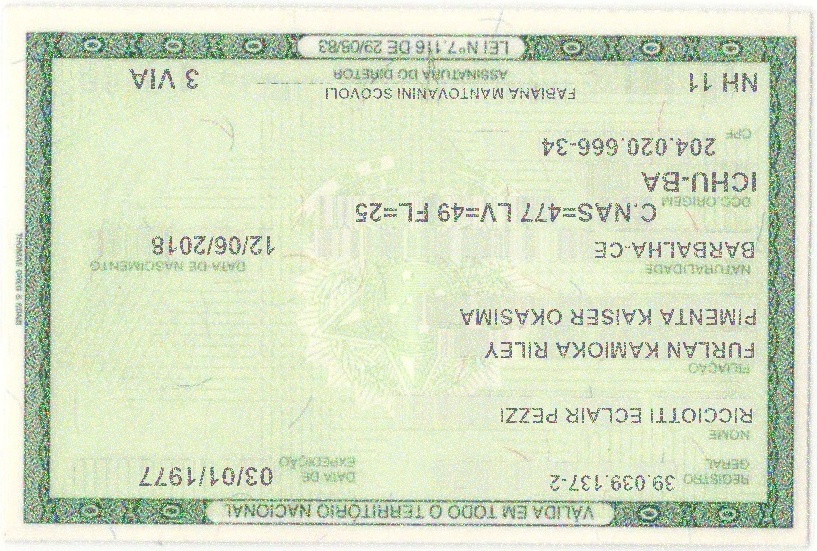 VÁLIDA EM TODO O TERRITÓRIO NACIONAL
REGISTRO GERAL 39.039.137-2 DATA DE EXPEDIÇÃO 03/01/1977
NOME
RICCIOTTI ECLAIR PEZZI
FILIAÇÃO
FURLAN KAMIOKA RILEY
PIMENTA KAISER OKASIMA
NATURALIDADE DATA DE NASCIMENTO
BARBALHA-CE 12/06/2018
DOC.ORIGEM C.NAS=477 LV=49 FL=25
ICHU-BA
CPF 204.020.666-34
FABIANA MANTOVANINI SCOVOLI
NH 11 ASSINATURA DO DIRETOR 3 VIA
LEI Nº7.116 DE 29/08/83
THOMAS GREG & SONS